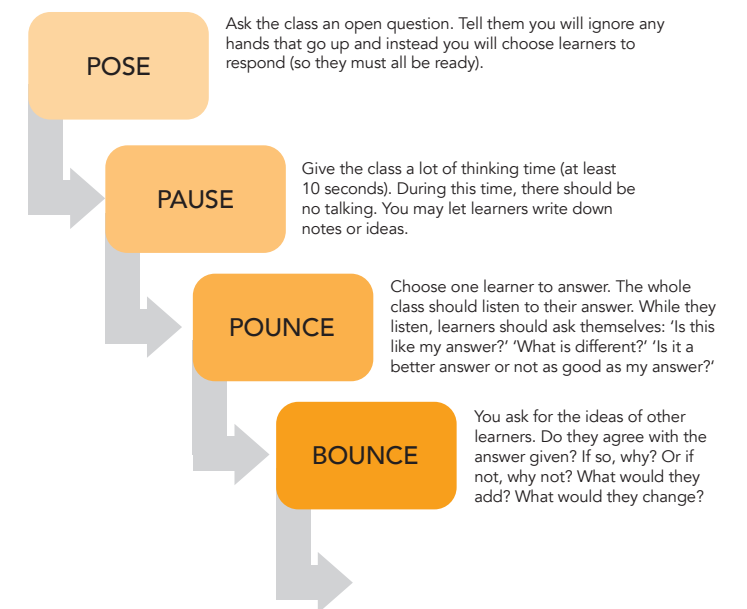 POSE
Ask the class an open question. Tell them you will ignore any
hands that go up and instead you will choose learners to
respond (so they must all be ready).
PAUSE
Give the class a lot of thinking time (at least
10 seconds). During this time, there should be
no talking. You may let learners write down
notes or ideas.
POUNCE
Choose one learner to answer. The whole
class should listen to their answer. While they
listen, learners should ask themselves: ‘Is this
like my answer?’ ‘What is different?’ ‘Is it a
better answer or not as good as my answer?’
BOUNCE
You ask for the ideas of other
learners. Do they agree with the
answer given? If so, why? Or if
not, why not? What would they
add? What would they change?